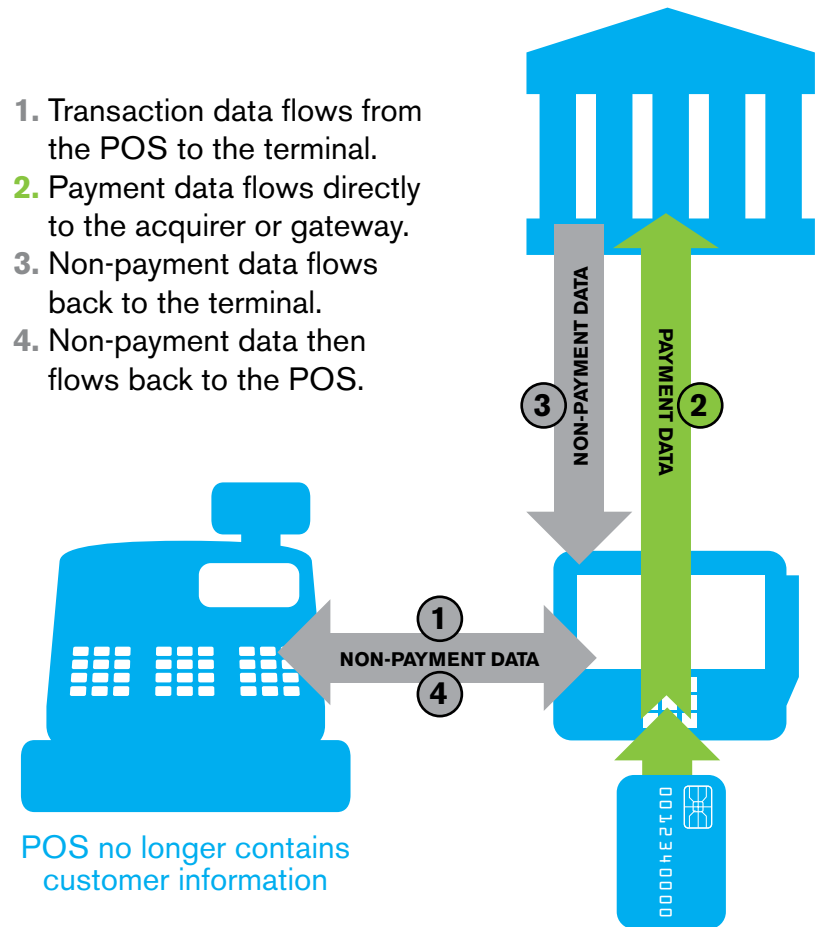 1. Transaction data flows from
the POS to the terminal.
2. Payment data flows directly
to the acquirer or gateway.
3. Non-payment data flows
back to the terminal.
4. Non-payment data then
flows back to the POS.
NON-PAYMENT DATA
3
PAYMENT DATA
2
1
NON-PAYMENT DATA
4
POS no longer contains
customer information
0000432100